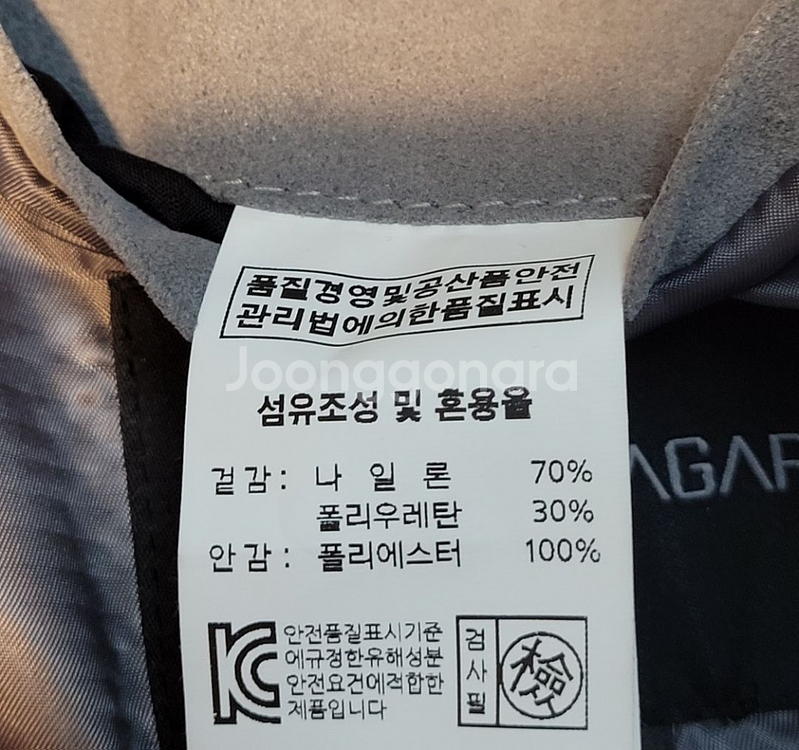 품질경영및공산품안전
관리법에의한품질표시
Joonggonara
섬유조성 및 혼용율
겉감: 나 일 론 70%
폴리우레탄 30%
안감: 폴리에스터 100%
AGAR
안전품질표시기준
에규정한유해성분
안전요건에적합한
제품입니다
검사필
檢